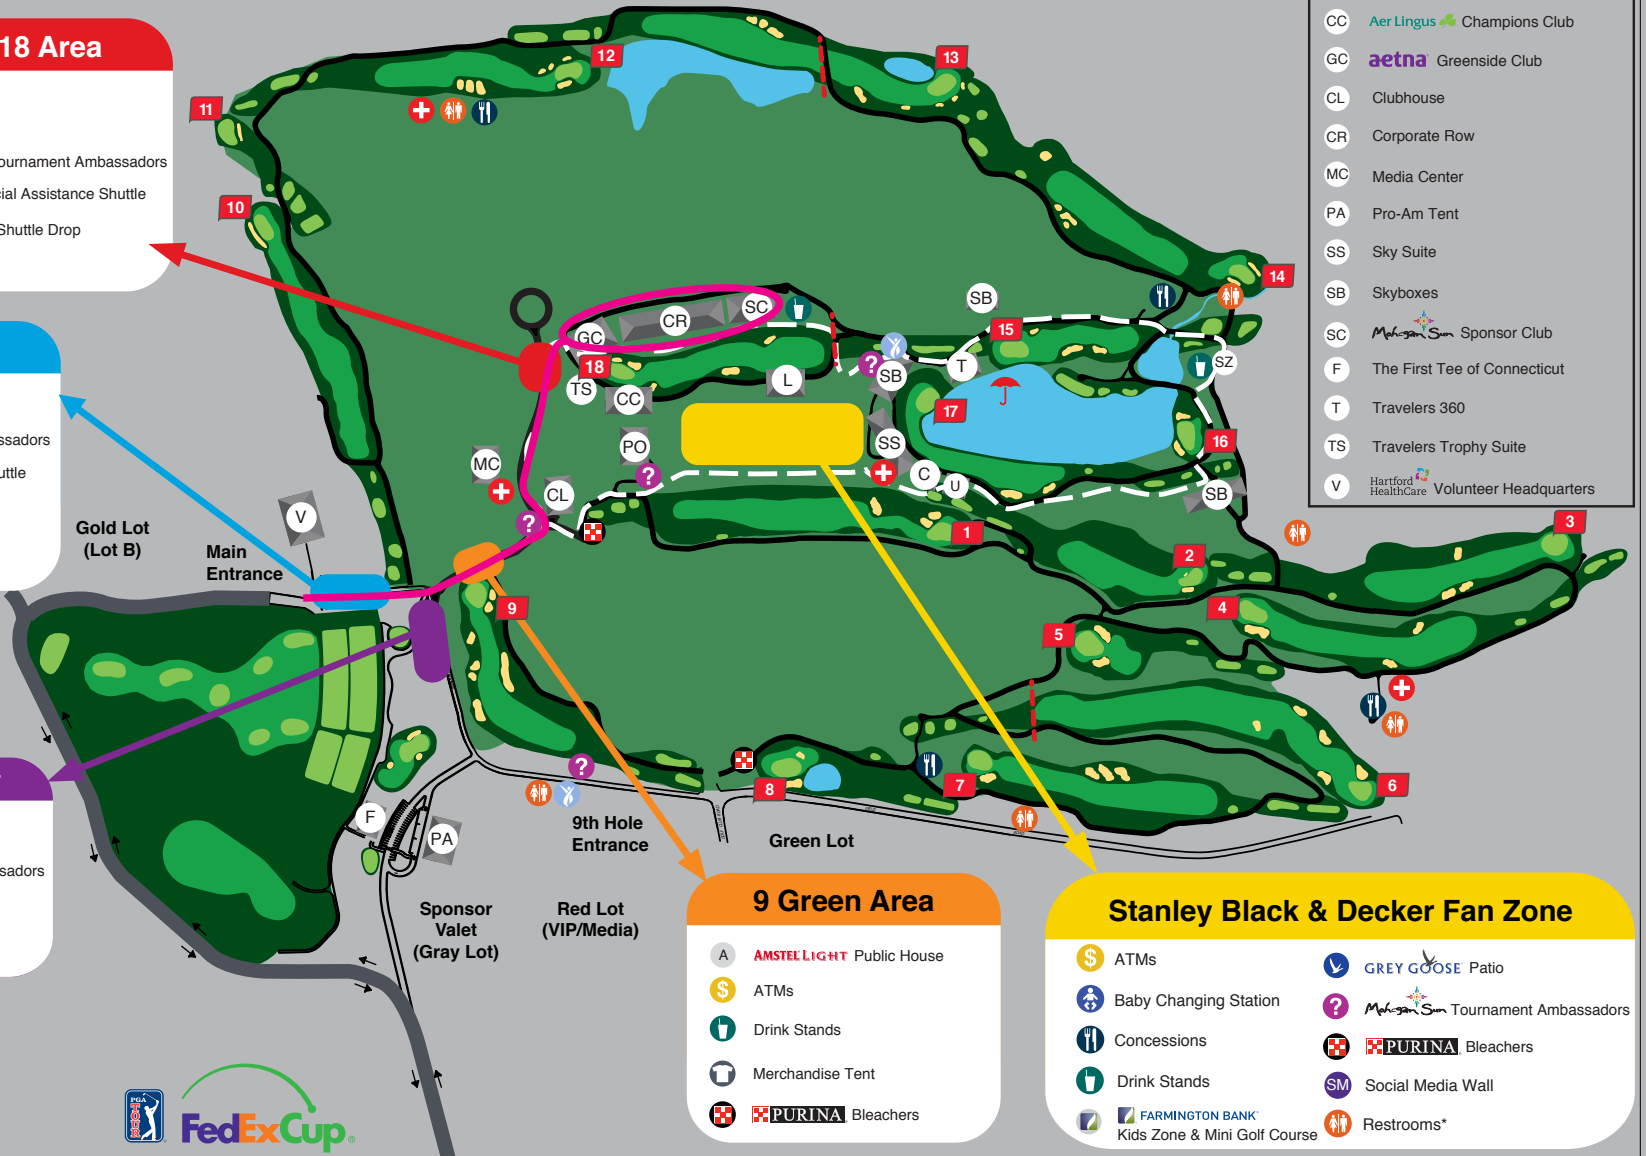 18 Area
ournament Ambassadors
cial Assistance Shuttle
Shuttle Drop
ssadors
uttle
sadors
CC Aer Lingus Champions Club
GC aetna Greenside Club
CL Clubhouse
CR Corporate Row
MC Media Center
PA Pro-Am Tent
SS Sky Suite
SB Skyboxes
SC Mohegan Sun Sponsor Club
F The First Tee of Connecticut
T Travelers 360
TS Travelers Trophy Suite
V Hartford HealthCare Volunteer Headquarters
12
13
11
10
14
SB
SC
CR
GC
15
18
TS
CC
L
?
SB
T
SZ
17
16
PO
SS
MC
?
C
U
SB
CL
?
V
1
2
3
4
5
6
7
8
9
Gold Lot
(Lot B)
Main
Entrance
?
F
PA
9th Hole
Entrance
Green Lot
Sponsor
Valet
(Gray Lot)
Red Lot
(VIP/Media)
9 Green Area
A AMSTEL LIGHT Public House
$ ATMs
Drink Stands
Merchandise Tent
PURINA Bleachers
Stanley Black & Decker Fan Zone
$ ATMs
Baby Changing Station
Concessions
Drink Stands
FARMINGTON BANK
Kids Zone & Mini Golf Course
GREY GOOSE Patio
? Mohegan Sun Tournament Ambassadors
PURINA Bleachers
SM Social Media Wall
Restrooms*
PGA TOUR
FedExCup®